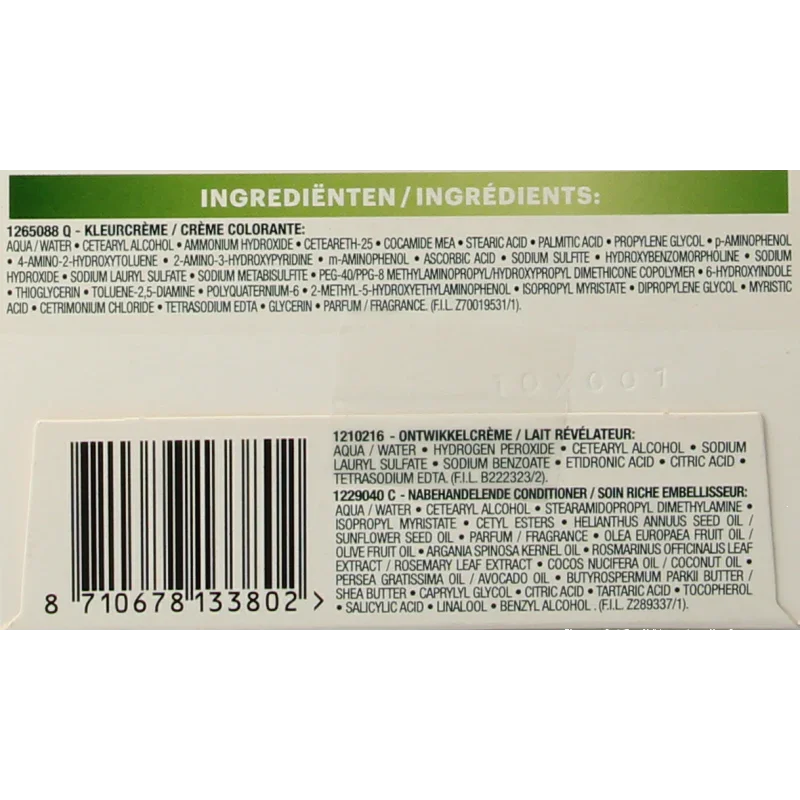 INGREDIËNTEN / INGRÉDIENTS:
1265088 Q - KLEURCRÈME / CRÈME COLORANTE:
AQUA / WATER • CETEARYL ALCOHOL • AMMONIUM HYDROXIDE • CETEARETH-25 • COCAMIDE MEA • STEARIC ACID • PALMITIC ACID • PROPYLENE GLYCOL • p-AMINOPHENOL
• 4-AMINO-2-HYDROXYTOLUENE • 2-AMINO-3-HYDROXYPYRIDINE • m-AMINOPHENOL • ASCORBIC ACID • SODIUM SULFITE • HYDROXYBENZOMORPHOLINE • SODIUM
HYDROXIDE • SODIUM LAURYL SULFATE • SODIUM METABISULFITE • PEG-40/PPG-8 METHYLAMINOPROPYL/HYDROXYPROPYL DIMETHICONE COPOLYMER • 6-HYDROXYINDOLE
• THIOGLYCERIN • TOLUENE-2,5-DIAMINE • POLYQUATERNIUM-6 • 2-METHYL-5-HYDROXYETHYLAMINOPHENOL • ISOPROPYL MYRISTATE • DIPROPYLENE GLYCOL • MYRISTIC
ACID • CETRIMONIUM CHLORIDE • TETRASODIUM EDTA • GLYCERIN • PARFUM / FRAGRANCE. (F.I.L. Z70019531/1).
10X001
1210216 - ONTWIKKELCRÈME / LAIT RÉVÉLATEUR:
AQUA / WATER • HYDROGEN PEROXIDE • CETEARYL ALCOHOL • SODIUM
LAURYL SULFATE • SODIUM BENZOATE • ETIDRONIC ACID • CITRIC ACID •
TETRASODIUM EDTA. (F.I.L. B222323/2).
1229040 C - NABEHANDELENDE CONDITIONER / SOIN RICHE EMBELLISSEUR:
AQUA / WATER • CETEARYL ALCOHOL • STEARAMIDOPROPYL DIMETHYLAMINE •
ISOPROPYL MYRISTATE • CETYL ESTERS • HELIANTHUS ANNUUS SEED OIL /
SUNFLOWER SEED OIL • PARFUM / FRAGRANCE • OLEA EUROPAEA FRUIT OIL /
OLIVE FRUIT OIL • ARGANIA SPINOSA KERNEL OIL • ROSMARINUS OFFICINALIS LEAF
EXTRACT / ROSEMARY LEAF EXTRACT • COCOS NUCIFERA OIL / COCONUT OIL •
PERSEA GRATISSIMA OIL / AVOCADO OIL • BUTYROSPERMUM PARKII BUTTER /
SHEA BUTTER • CAPRYLYL GLYCOL • CITRIC ACID • TARTARIC ACID • TOCOPHEROL
• SALICYLIC ACID • LINALOOL • BENZYL ALCOHOL . (F.I.L. Z289337/1).
8 710678 133802 >